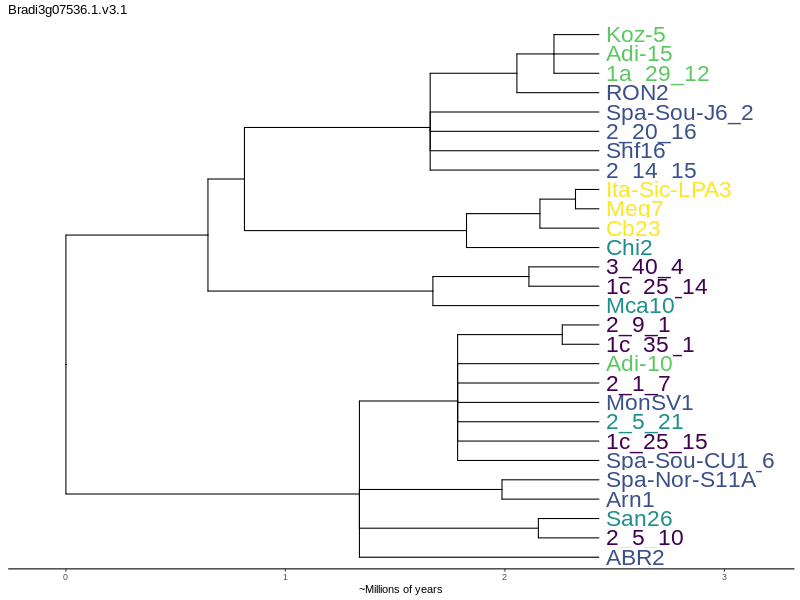 Bradi3g07536.1.v3.1
Koz-5
Adi-15
1a_29_12
RON2
Spa-Sou-J6_2
2_20_16
Shf16
2_14_15
Ita-Sic-LPA3
Meg7
Cb23
Chi2
3_40_4
1c_25_14
Mca10
2_9_1
1c_35_1
Adi-10
2_1_7
MonSV1
2_5_21
1c_25_15
Spa-Sou-CU1_6
Spa-Nor-S11A
Arn1
San26
2_5_10
ABR2
0 1 2 3
~Millions of years